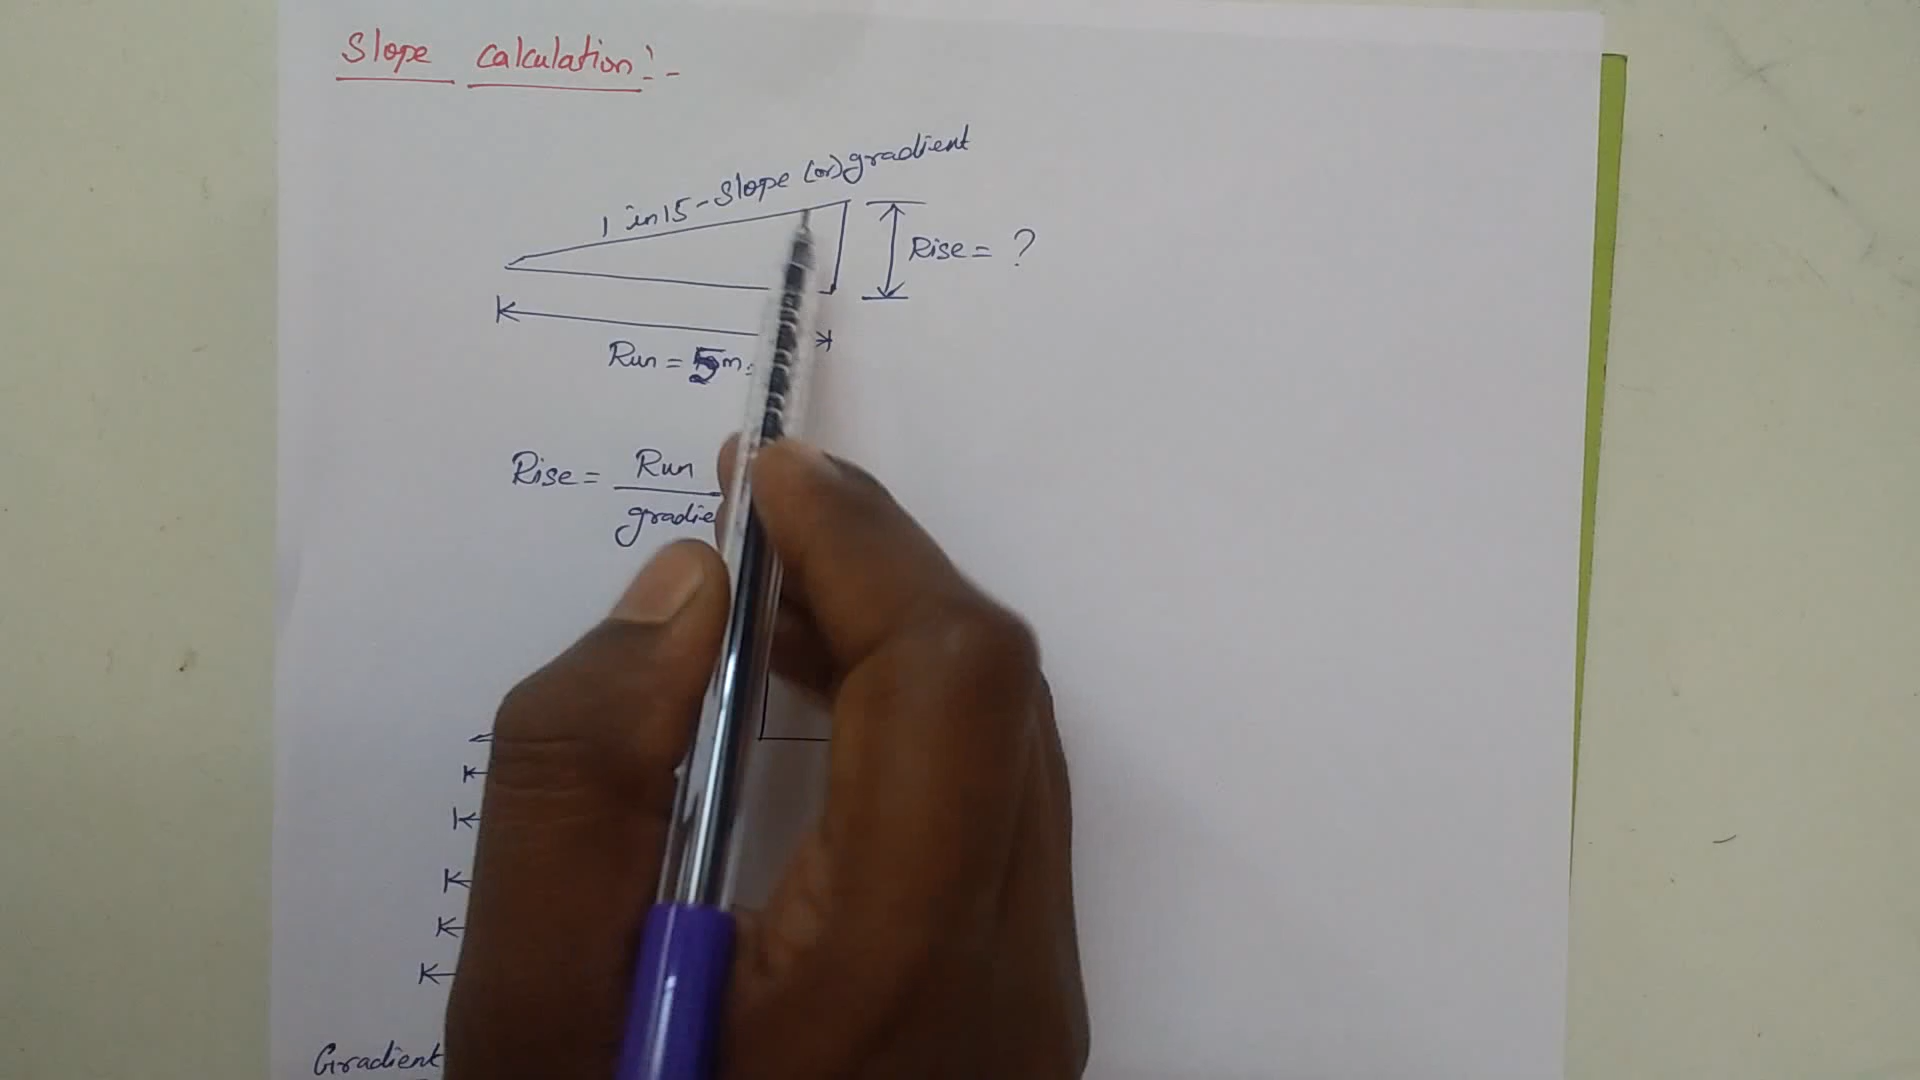 Slope calculation:-
1 in 15 - Slope (or) gradient
Rise = ?
Run = 5m
Rise = Run
Gradient